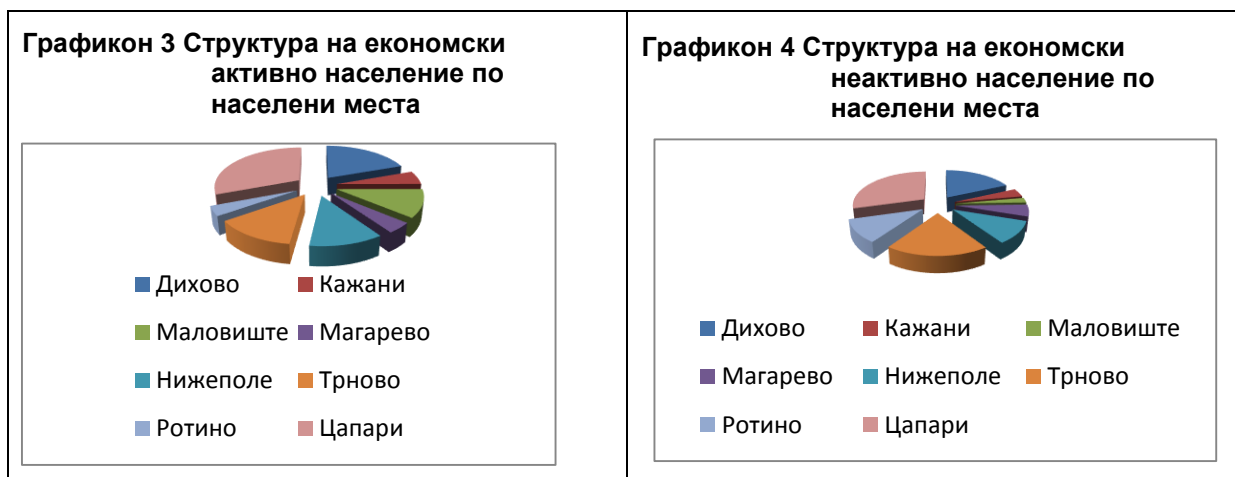 Графикон 3 Структура на економски
активно население по
населени места
Дихово Кажани
Маловиште Магарево
Нижеполе Трново
Ротино Цапари
Графикон 4 Структура на економски
неактивно население по
населени места
Дихово Кажани Маловиште
Магарево Нижеполе Трново
Ротино Цапари